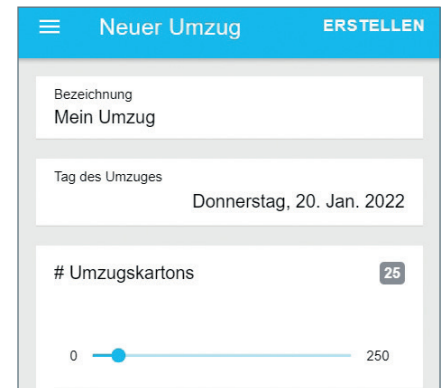 Neuer Umzug ERSTELLEN
Bezeichnung
Mein Umzug
Tag des Umzuges
Donnerstag, 20. Jan. 2022
# Umzugskartons 25
0 250